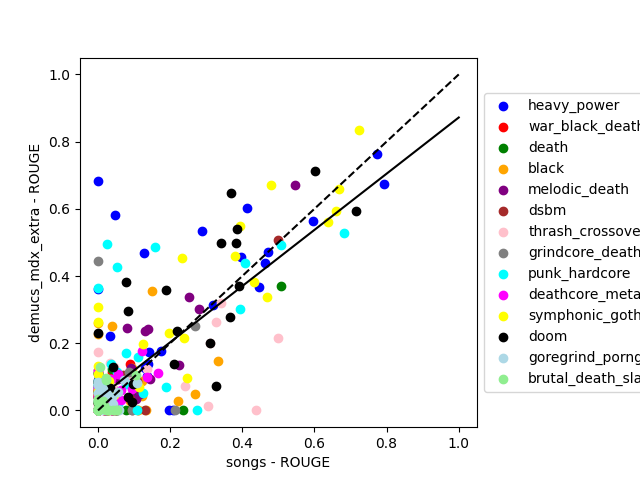 1.0
0.8
0.6
0.4
0.2
0.0
demucs_mdx_extra - ROUGE
0.0 0.2 0.4 0.6 0.8 1.0
songs - ROUGE
heavy_power
war_black_death
death
black
melodic_death
dsbm
thrash_crossove
grindcore_death
punk_hardcore
deathcore_meta
symphonic_goth
doom
goregrind_porng
brutal_death_sla